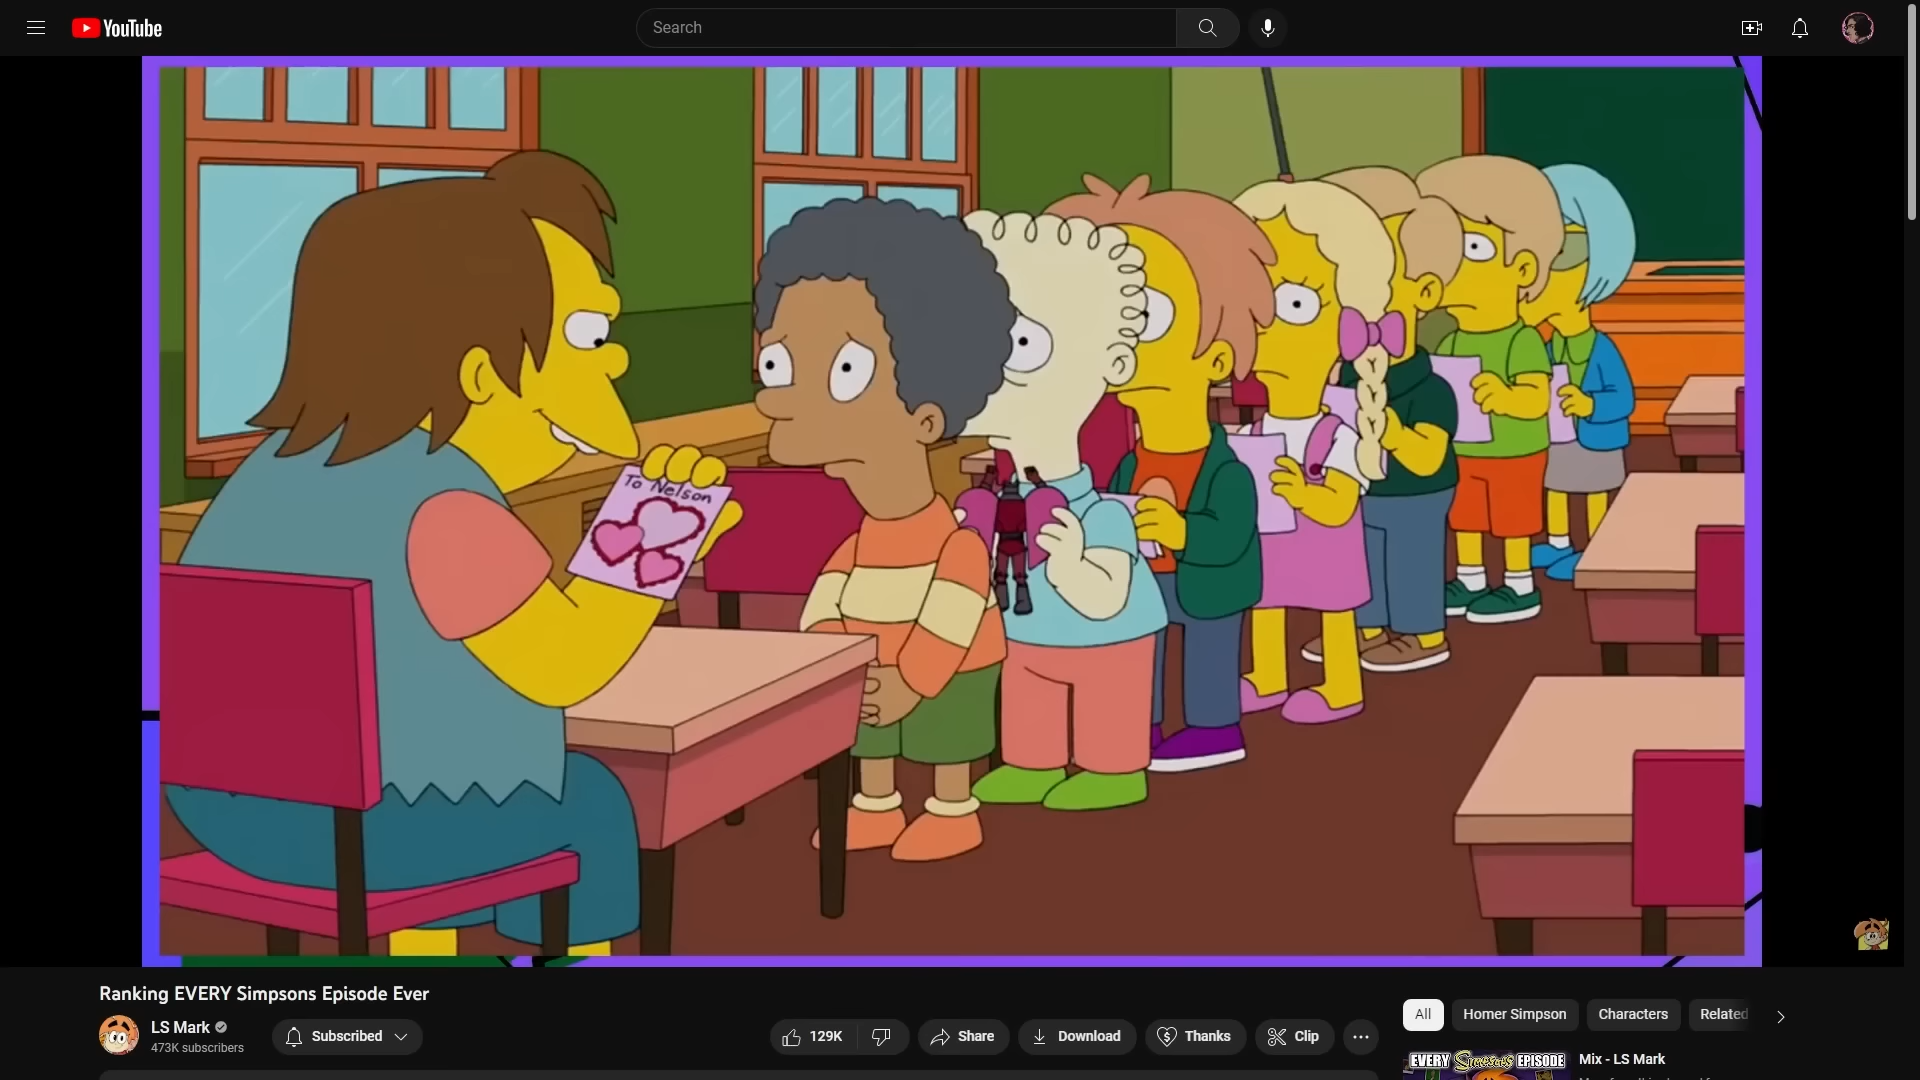 YouTube
Search
To Nelson
Ranking EVERY Simpsons Episode Ever
LS Mark
473K subscribers
Subscribed
129K
Share
Download
Thanks
Clip
All
Homer Simpson
Characters
Related
EVERY Simpsons EPISODE
Mix - LS Mark